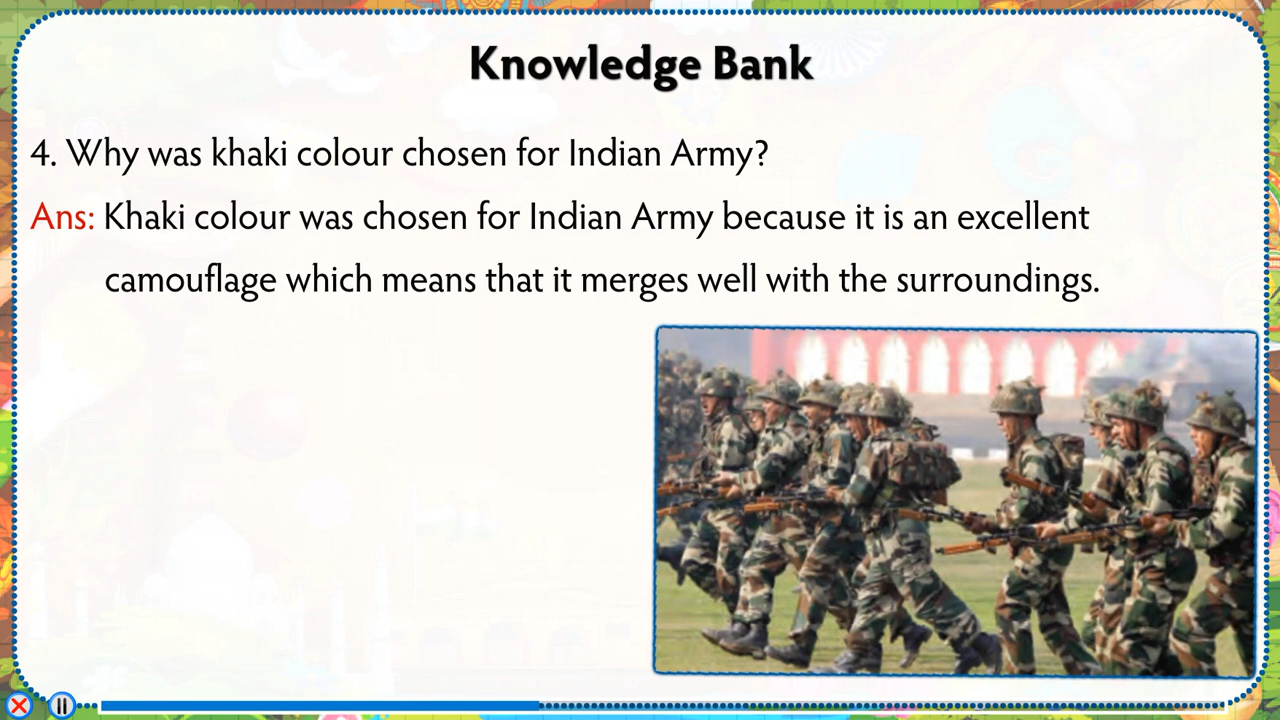 Knowledge Bank
4. Why was khaki colour chosen for Indian Army?
Ans: Khaki colour was chosen for Indian Army because it is an excellent
camouflage which means that it merges well with the surroundings.